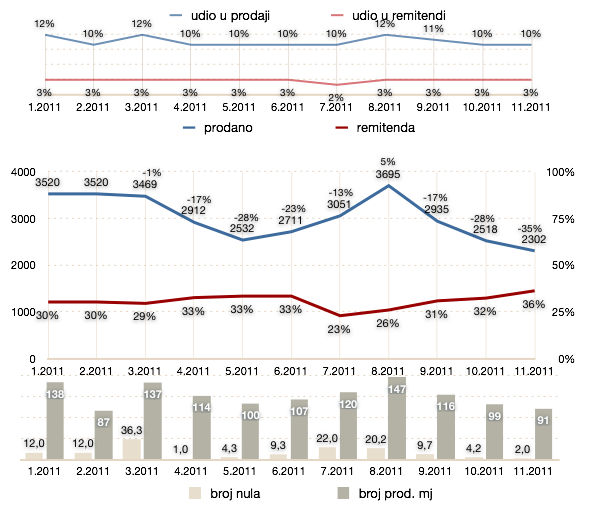 udio u prodaji udio u remitendi
12% 10% 12% 10% 10% 10% 10% 12% 11% 10% 10%
3% 3% 3% 3% 3% 3% 2% 3% 3% 3% 3%
1.2011 2.2011 3.2011 4.2011 5.2011 6.2011 7.2011 8.2011 9.2011 10.2011 11.2011
prodano remitenda
4000 3520 3520 -1% 3469 -17% 2912 -28% 2532 -23% 2711 -13% 3051 5% 3695 -17% 2935 -28% 2518 -35% 2302 100%
3000 75%
2000 50%
1000 25%
30% 30% 29% 33% 33% 33% 23% 26% 31% 32% 36%
0 0%
1.2011 2.2011 3.2011 4.2011 5.2011 6.2011 7.2011 8.2011 9.2011 10.2011 11.2011
138 87 137 114 100 107 120 147 116 99 91
12,0 12,0 36,3 1,0 4,3 9,3 22,0 20,2 9,7 4,2 2,0
1.2011 2.2011 3.2011 4.2011 5.2011 6.2011 7.2011 8.2011 9.2011 10.2011 11.2011
broj nula broj prod. mj